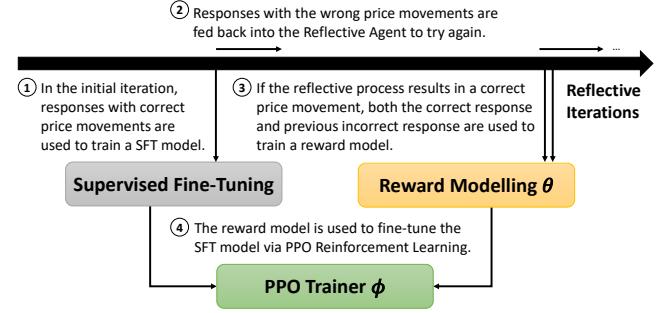 ② Responses with the wrong price movements are
fed back into the Reflective Agent to try again.
...
① In the initial iteration,
responses with correct
price movements are
used to train a SFT model.
③ If the reflective process results in a correct
price movement, both the correct response
and previous incorrect response are used to
train a reward model.
Reflective
Iterations
Supervised Fine-Tuning
Reward Modelling θ
④ The reward model is used to fine-tune the
SFT model via PPO Reinforcement Learning.
PPO Trainer ϕ